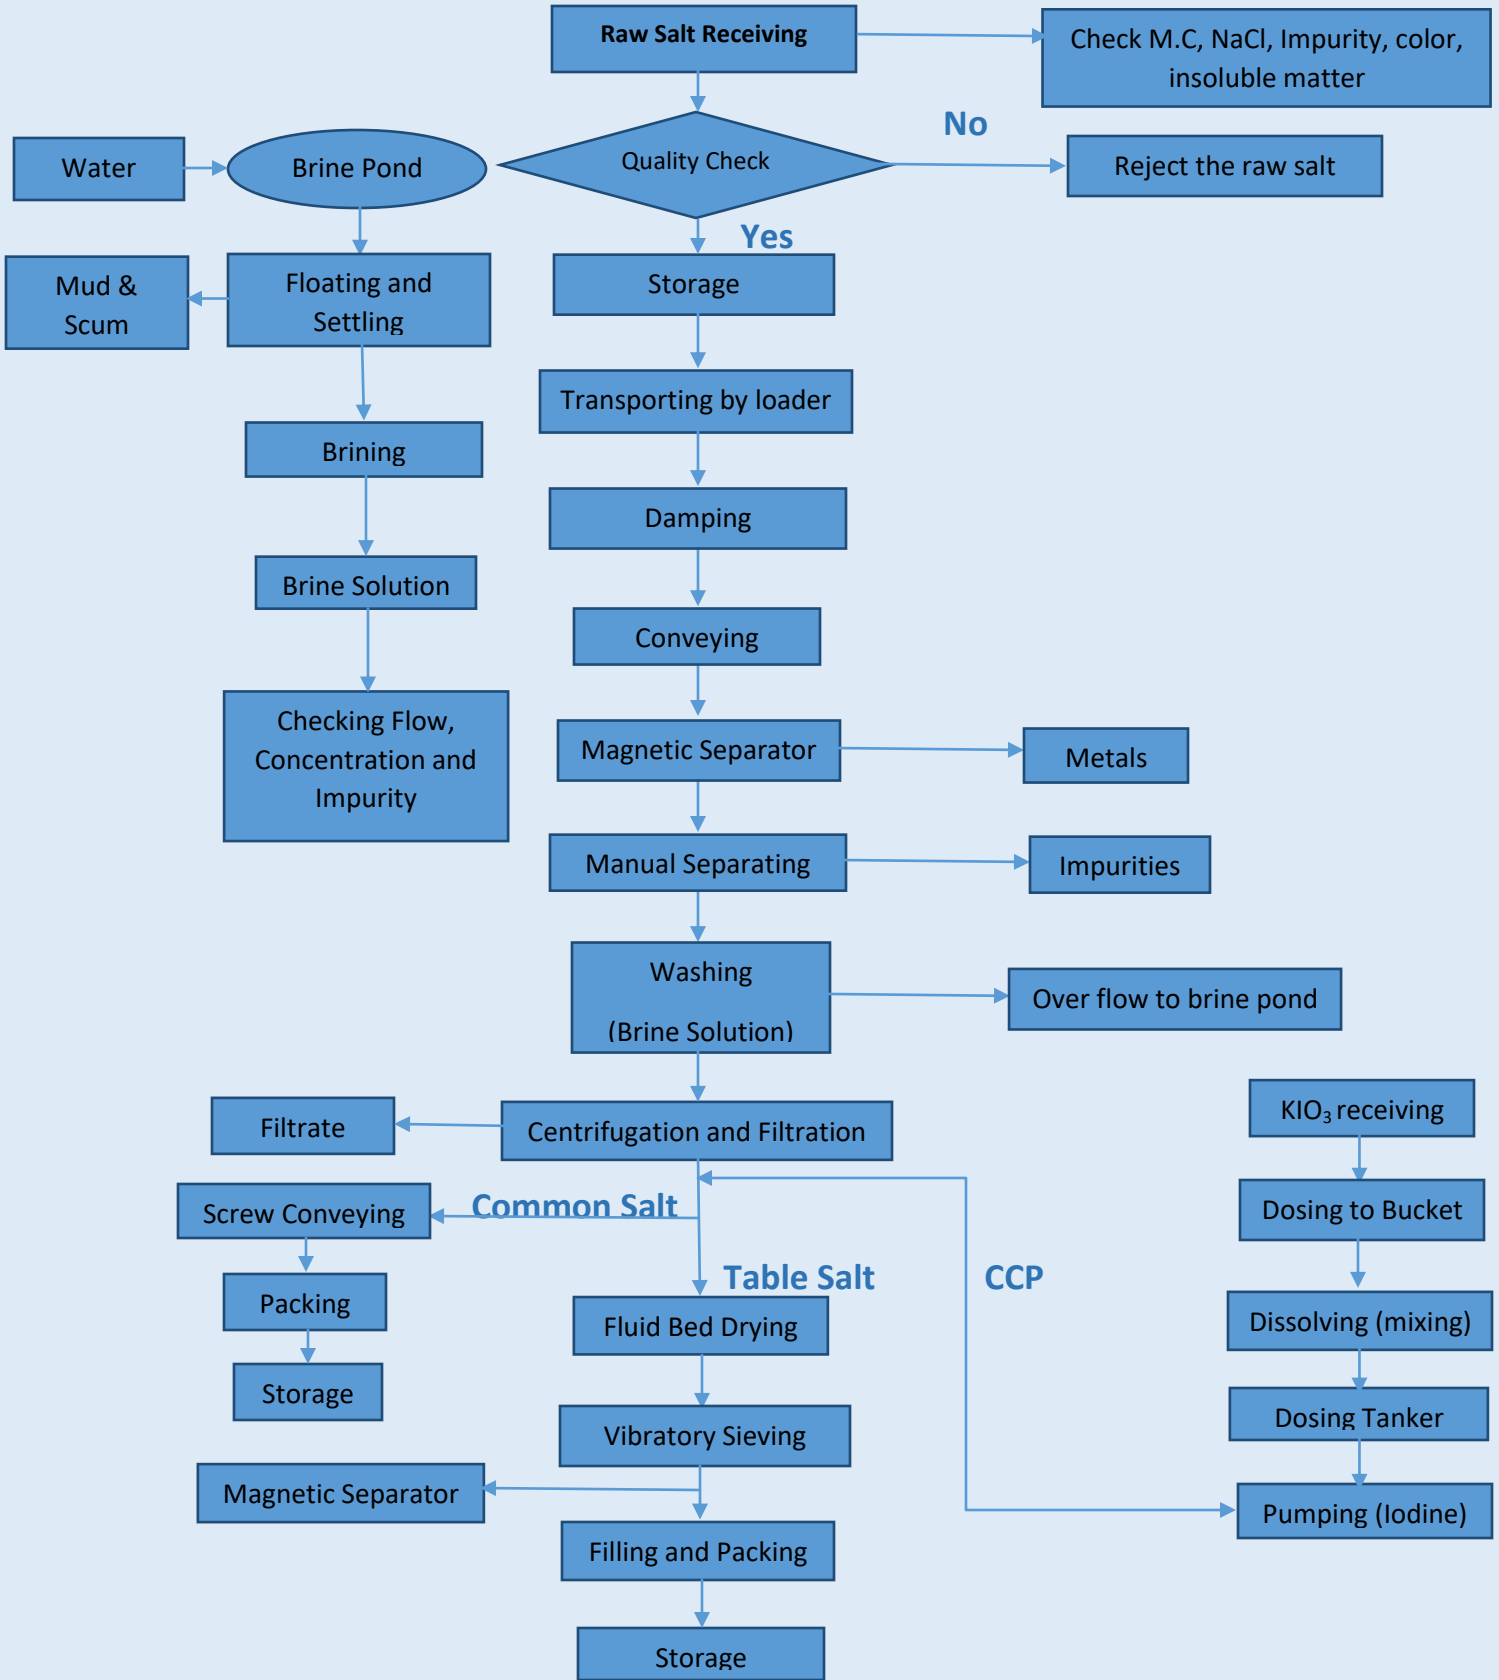 Raw Salt Receiving
Check M.C, NaCl, Impurity, color,
insoluble matter
No
Water
Brine Pond
Quality Check
Reject the raw salt
Yes
Mud &
Scum
Floating and
Settling
Storage
Transporting by loader
Brining
Damping
Brine Solution
Conveying
Checking Flow,
Concentration and
Impurity
Magnetic Separator
Metals
Manual Separating
Impurities
Washing
(Brine Solution)
Over flow to brine pond
Filtrate
Centrifugation and Filtration
KIO₃ receiving
Screw Conveying
Common Salt
Dosing to Bucket
Table Salt
CCP
Packing
Fluid Bed Drying
Dissolving (mixing)
Storage
Vibratory Sieving
Dosing Tanker
Magnetic Separator
Pumping (Iodine)
Filling and Packing
Storage